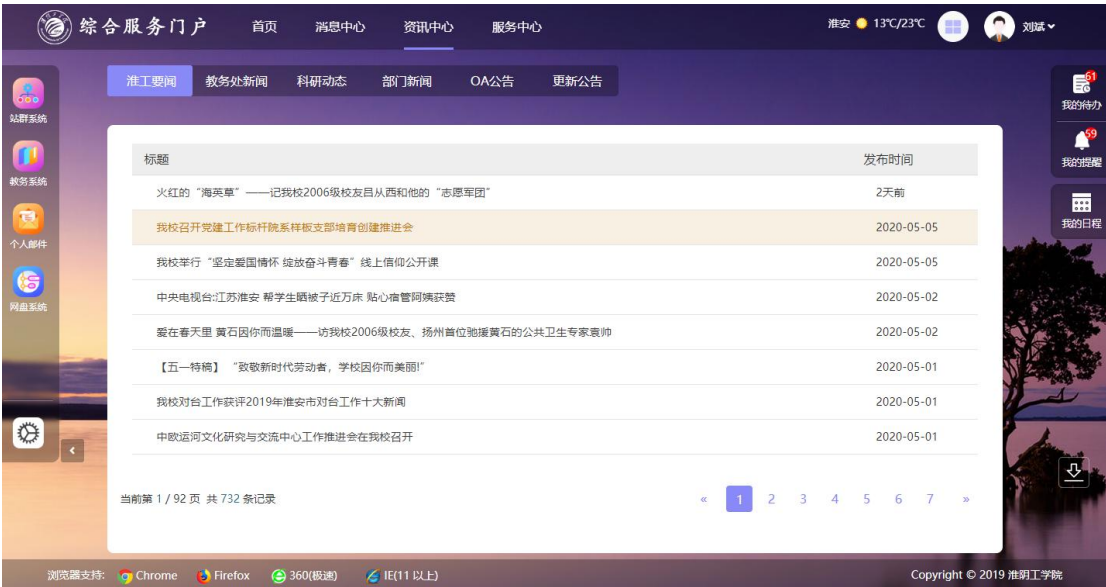 综合服务门户 首页 消息中心 资讯中心 服务中心 淮安 13℃/23℃ 刘斌
淮工要闻 教务处新闻 科研动态 部门新闻 OA公告 更新公告
站群系统
教务系统
个人邮件
网盘系统
61
我的待办
59
我的提醒
我的日程
标题 发布时间
火红的“海英草”——记我校2006级校友吕从西和他的“志愿军团” 2天前
我校召开党建工作标杆院系样板支部培育创建推进会 2020-05-05
我校举行“坚定爱国情怀 绽放奋斗青春”线上信仰公开课 2020-05-05
中央电视台:江苏淮安 帮学生晒被子近万床 贴心宿管阿姨获赞 2020-05-02
爱在春天里 黄石因你而温暖——访我校2006级校友、扬州首位驰援黄石的公共卫生专家袁帅 2020-05-02
【五一特稿】 “致敬新时代劳动者，学校因你而美丽!” 2020-05-01
我校对台工作获评2019年淮安市对台工作十大新闻 2020-05-01
中欧运河文化研究与交流中心工作推进会在我校召开 2020-05-01
当前第 1 / 92 页 共 732 条记录 « 1 2 3 4 5 6 7 »
浏览器支持: Chrome Firefox 360(极速) IE(11 以上) Copyright © 2019 淮阴工学院